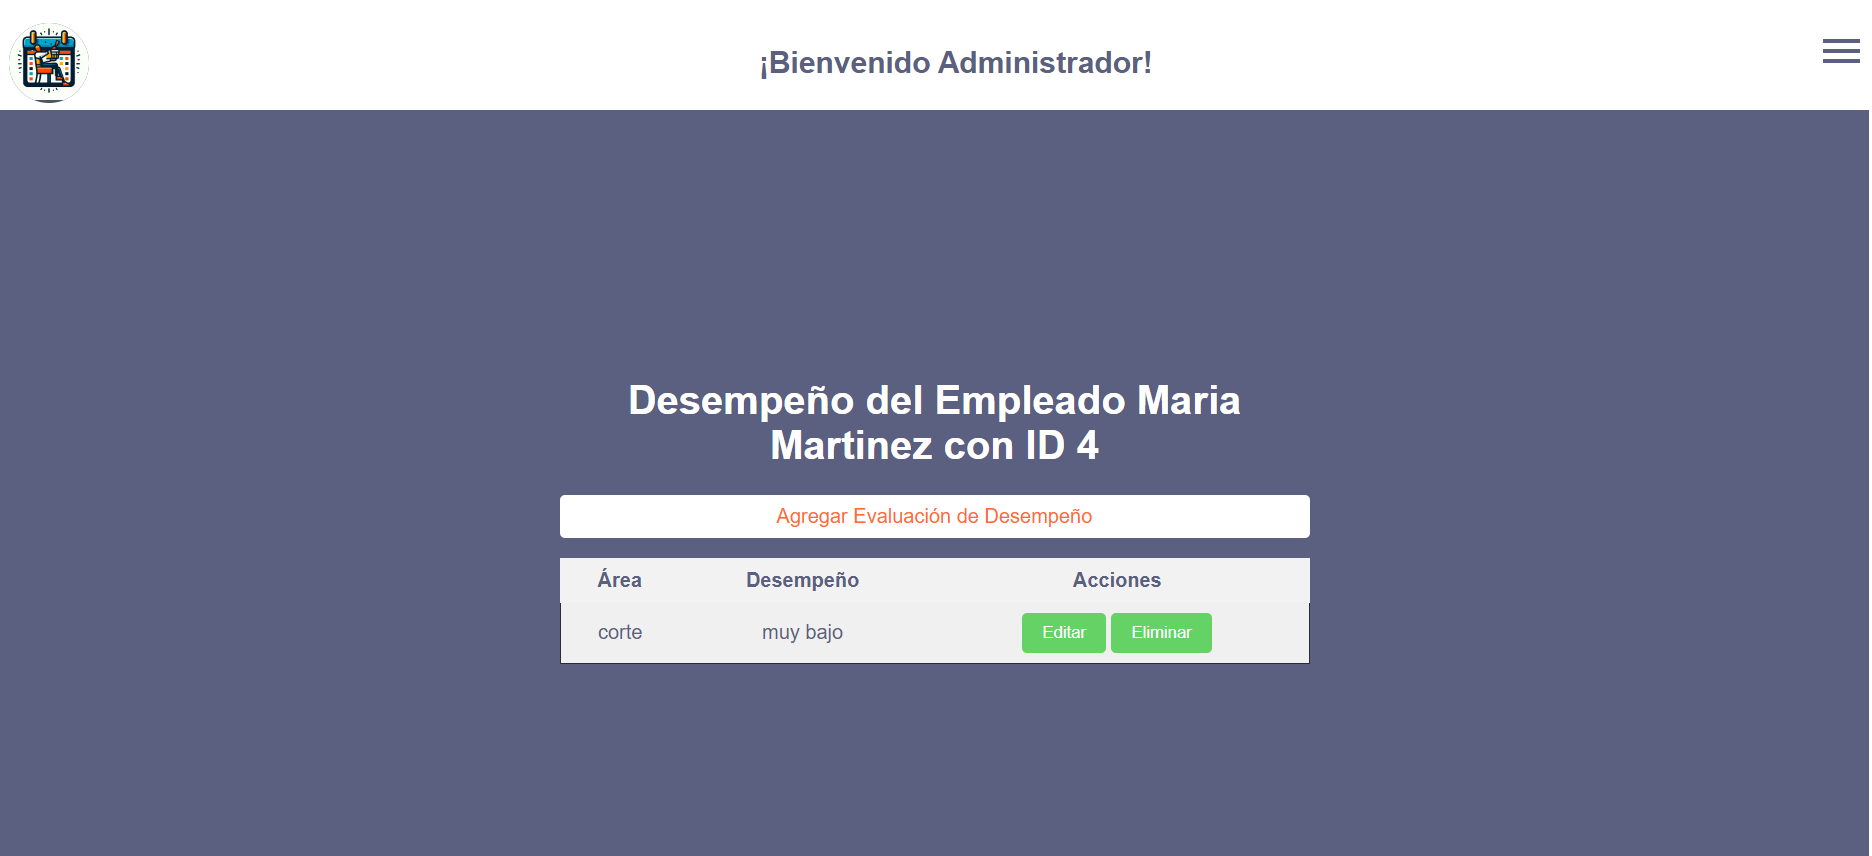 ¡Bienvenido Administrador!
Desempeño del Empleado Maria
Martinez con ID 4
Agregar Evaluación de Desempeño
Área Desempeño Acciones
corte muy bajo Editar Eliminar